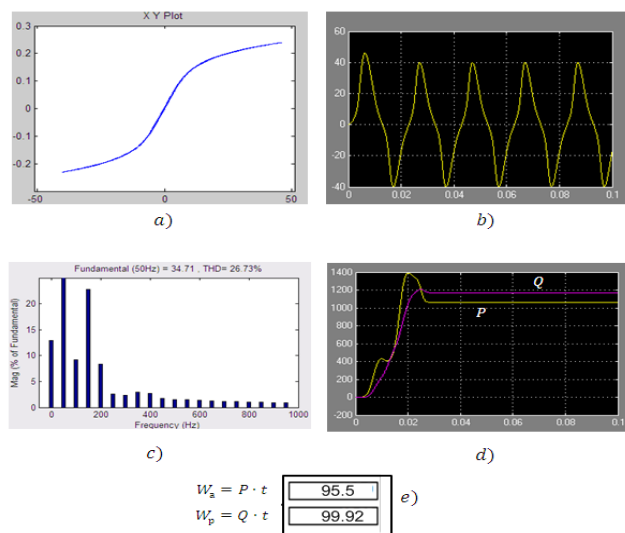 X Y Plot
0.3
0.2
0.1
0
-0.1
-0.2
-50 0 50
a)
60
40
20
0
-20
-40
0 0.02 0.04 0.06 0.08 0.1
b)
Fundamental (50Hz) = 34.71 , THD= 26.73%
Mag (% of Fundamental)
20
15
10
5
0
0 200 400 600 800 1000
Frequency (Hz)
c)
1400
1200
1000
800
600
400
200
0
-200
Q
P
0 0.02 0.04 0.06 0.08 0.1
d)
Wa = P · t 95.5
Wp = Q · t 99.92
e)